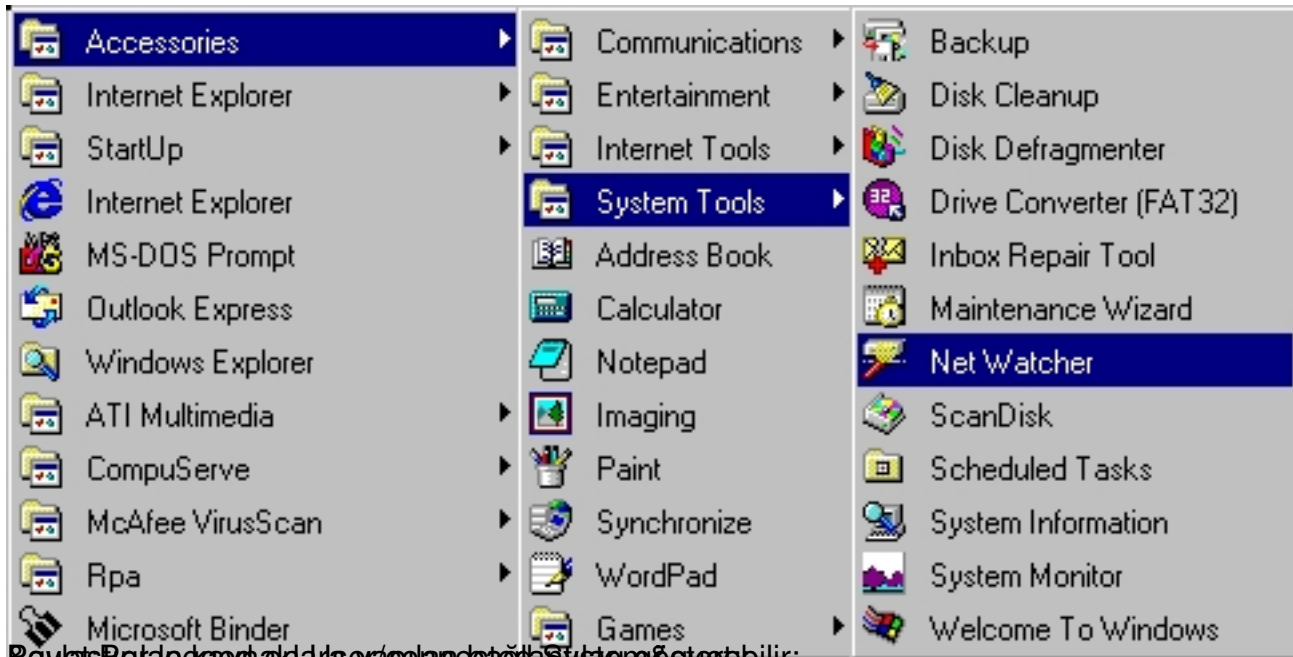 Accessories
Internet Explorer
StartUp
Internet Explorer
MS-DOS Prompt
Outlook Express
Windows Explorer
ATI Multimedia
CompuServe
McAfee VirusScan
Rpa
Microsoft Binder
Communications
Entertainment
Internet Tools
System Tools
Address Book
Calculator
Notepad
Imaging
Paint
Synchronize
WordPad
Games
Backup
Disk Cleanup
Disk Defragmenter
Drive Converter (FAT32)
Inbox Repair Tool
Maintenance Wizard
Net Watcher
ScanDisk
Scheduled Tasks
System Information
System Monitor
Welcome To Windows